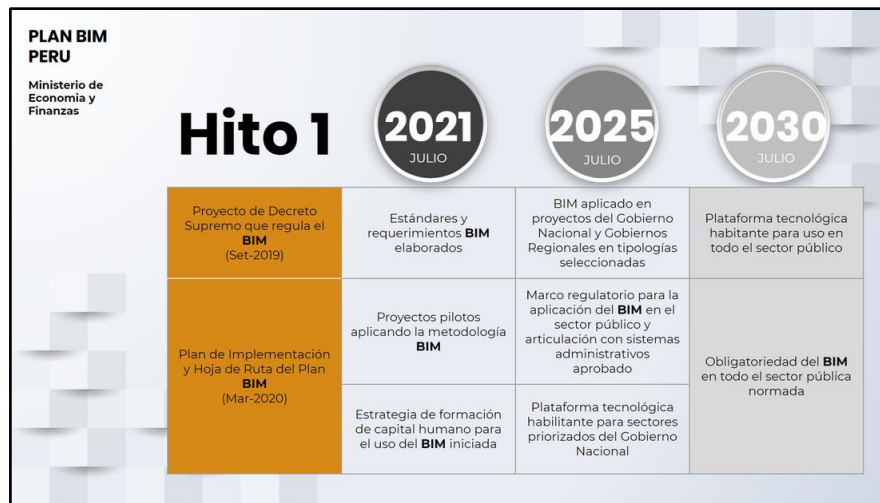 PLAN BIM
PERU
Ministerio de
Economia y
Finanzas
Hito 1
2021
JULIO
2025
JULIO
2030
JULIO
Proyecto de Decreto
Supremo que regula el
BIM
(Set-2019)
Estándares y
requerimientos BIM
elaborados
BIM aplicado en
proyectos del Gobierno
Nacional y Gobiernos
Regionales en tipologías
seleccionadas
Plataforma tecnológica
habitante para uso en
todo el sector público
Plan de Implementación
y Hoja de Ruta del Plan
BIM
(Mar-2020)
Proyectos pilotos
aplicando la metodología
BIM
Marco regulatorio para la
aplicación del BIM en el
sector público y
articulación con sistemas
administrativos
aprobado
Obligatoriedad del BIM
en todo el sector pública
normada
Estrategia de formación
de capital humano para
el uso del BIM iniciada
Plataforma tecnológica
habilitante para sectores
priorizados del Gobierno
Nacional